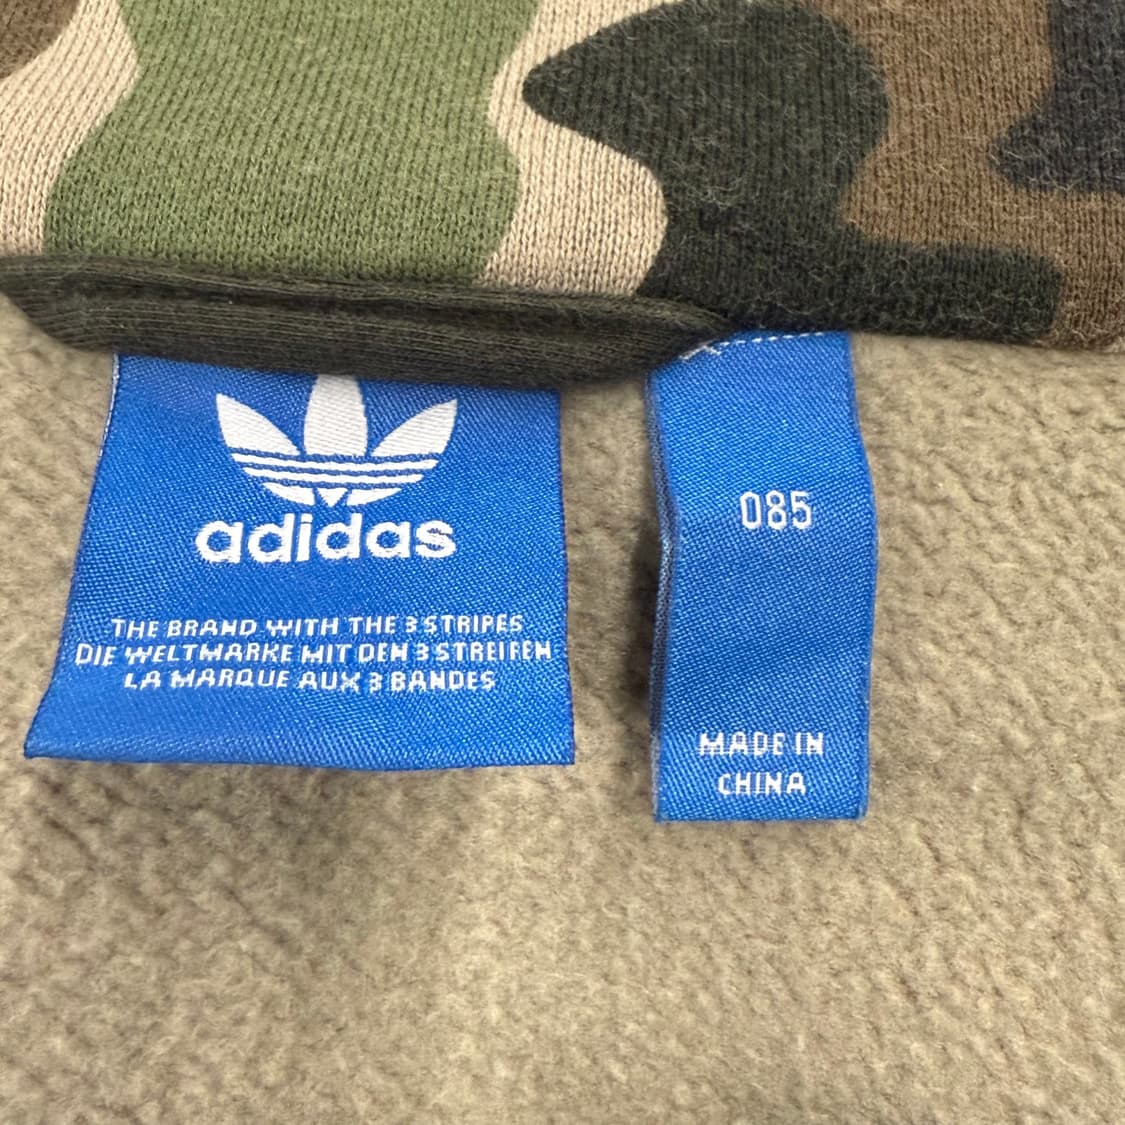 adidas
THE BRAND WITH THE 3 STRIPES
DIE WELTMARKE MIT DEN 3 STREIFEN
LA MARQUE AUX 3 BANDES
085
MADE IN
CHINA